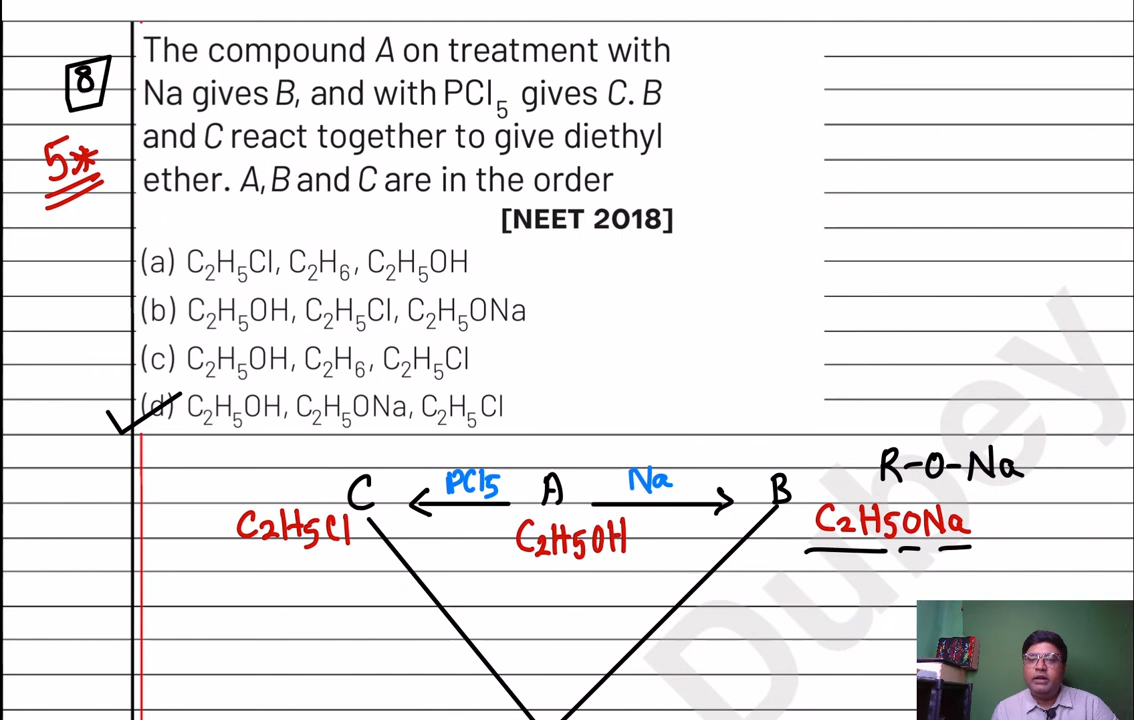 8
The compound A on treatment with
Na gives B, and with PCl₅ gives C. B
5*
and C react together to give diethyl
ether. A, B and C are in the order
[NEET 2018]
(a) C₂H₅Cl, C₂H₆, C₂H₅OH
(b) C₂H₅OH, C₂H₅Cl, C₂H₅ONa
(c) C₂H₅OH, C₂H₆, C₂H₅Cl
(d) C₂H₅OH, C₂H₅ONa, C₂H₅Cl
R-O-Na
C PCl5 A Na B
C2H5Cl C2H5OH C2H5ONa
Dubey